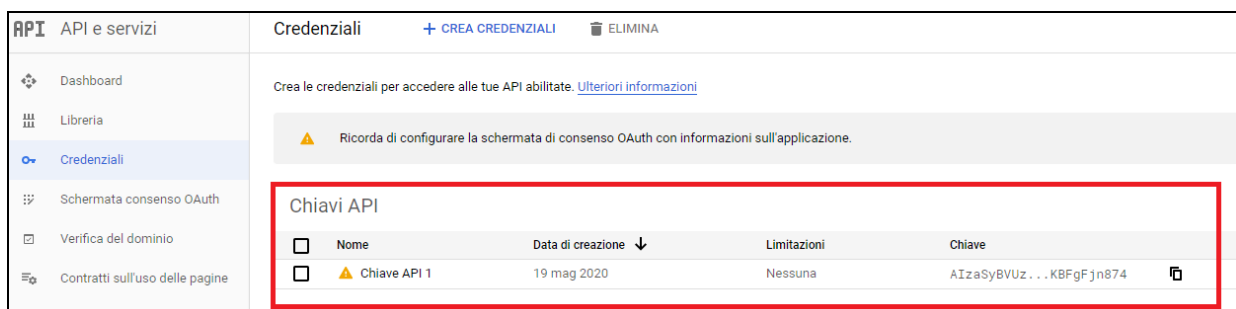 API API e servizi
Credenziali + CREA CREDENZIALI ELIMINA
Dashboard
Libreria
Credenziali
Schermata consenso OAuth
Verifica del dominio
Contratti sull'uso delle pagine
Crea le credenziali per accedere alle tue API abilitate. Ulteriori informazioni
Ricorda di configurare la schermata di consenso OAuth con informazioni sull'applicazione.
Chiavi API
Nome Data di creazione Limitazioni Chiave
Chiave API 1 19 mag 2020 Nessuna AIzaSyBVUz...KBFgFjn874